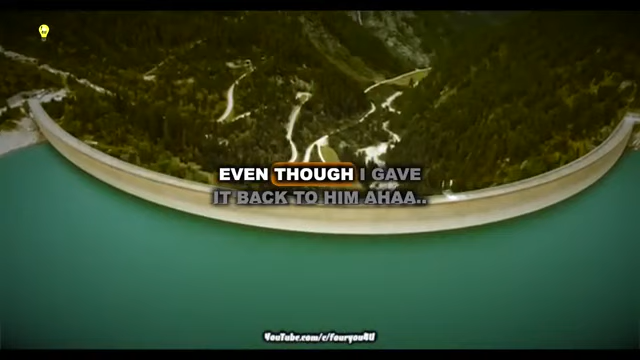 EVEN THOUGH I GAVE
IT BACK TO HIM AHAA..
YouTube.com/c/fouryou4U